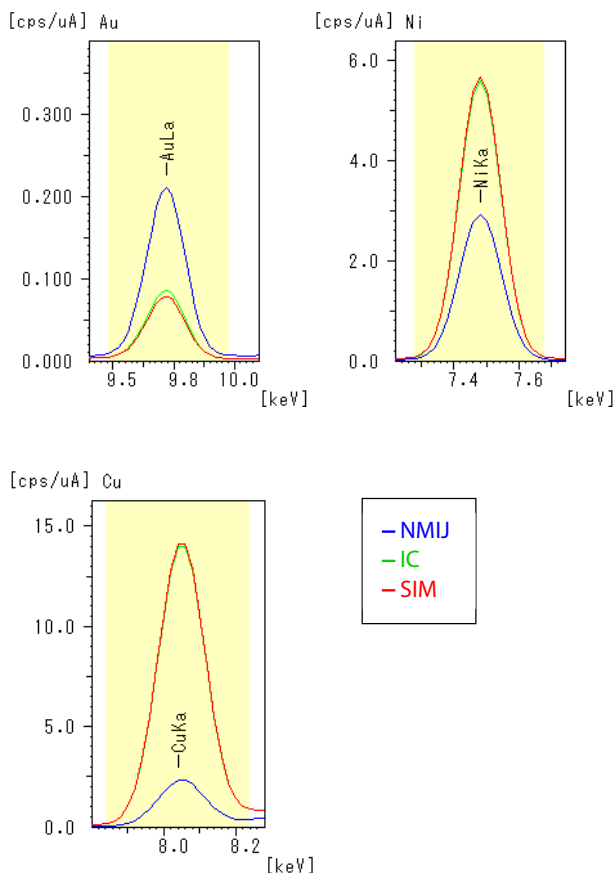 [cps/uA] Au
0.300
0.200
0.100
0.000
—AuLa
9.5 9.8 10.0
[keV]
[cps/uA] Ni
6.0
4.0
2.0
0.0
—NiKa
7.4 7.6
[keV]
[cps/uA] Cu
15.0
10.0
5.0
0.0
—CuKa
8.0 8.2
[keV]
NMIJ
IC
SIM